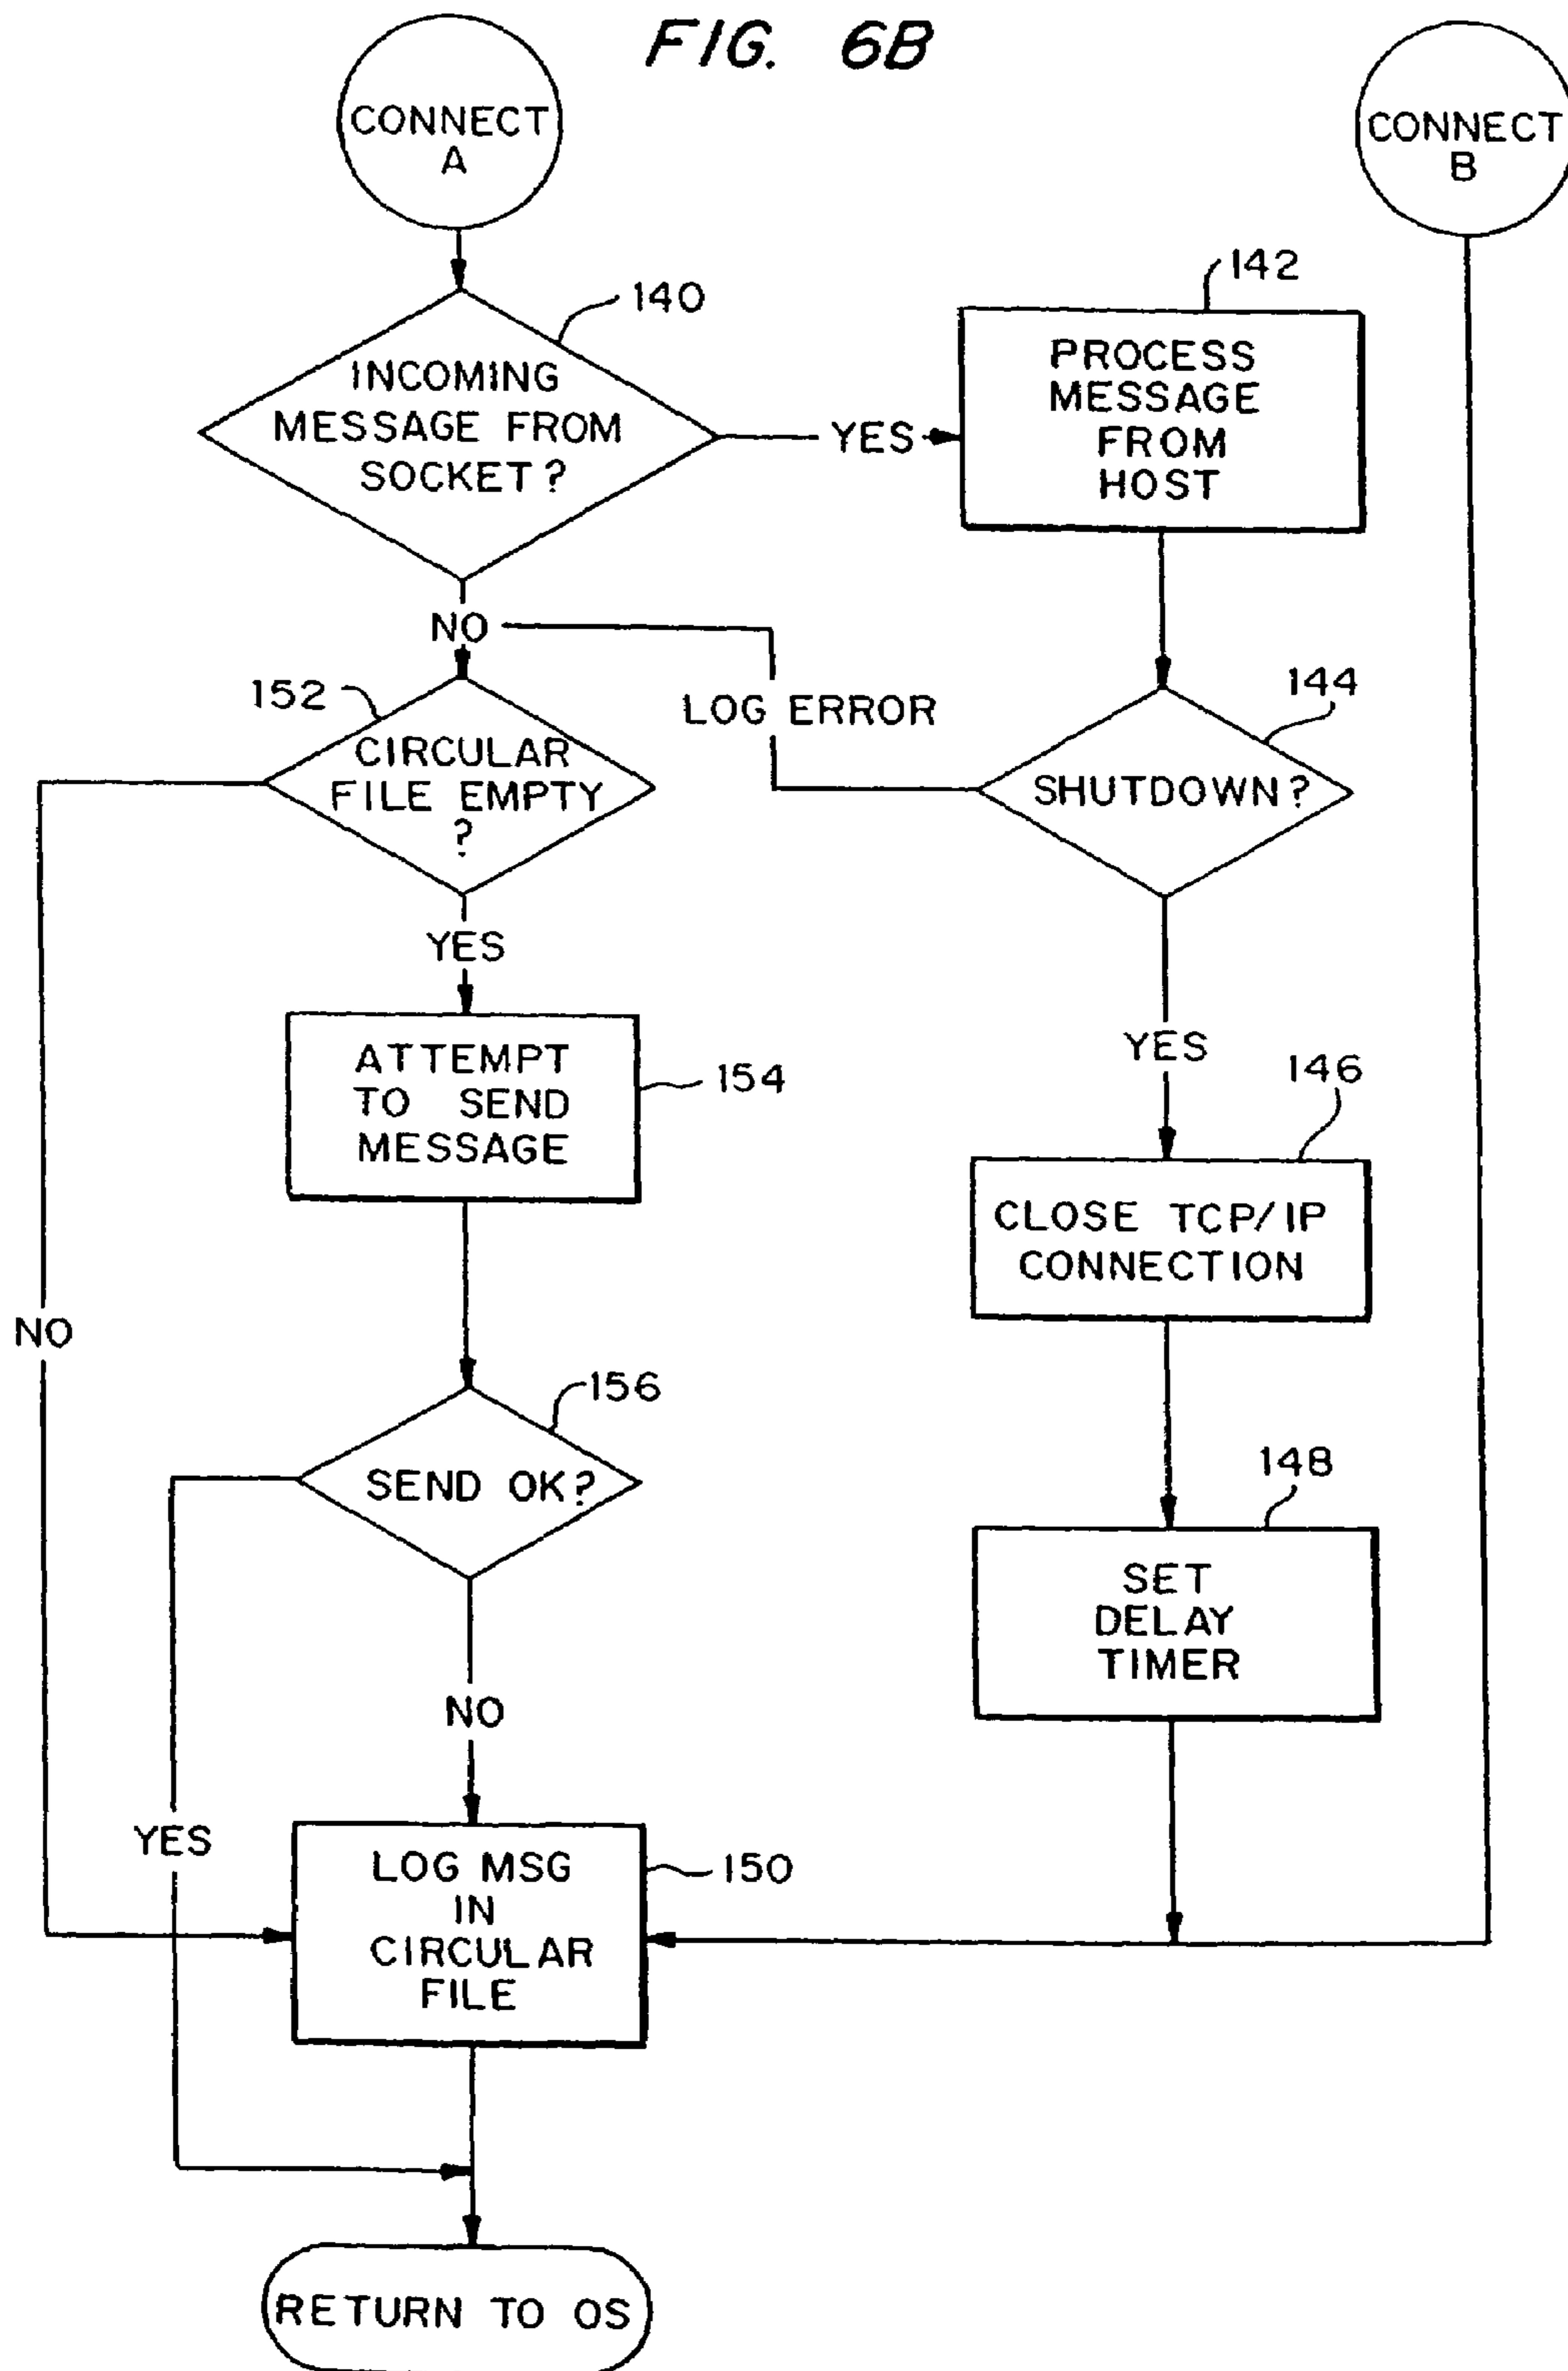 FIG. 6B
CONNECT
A
CONNECT
B
140
INCOMING
MESSAGE FROM
SOCKET?
YES
142
PROCESS
MESSAGE
FROM
HOST
NO
LOG ERROR
152
CIRCULAR
FILE EMPTY
?
144
SHUTDOWN?
YES
YES
154
ATTEMPT
TO SEND
MESSAGE
146
CLOSE TCP/IP
CONNECTION
NO
156
SEND OK?
148
SET
DELAY
TIMER
NO
YES
150
LOG MSG
IN
CIRCULAR
FILE
RETURN TO OS